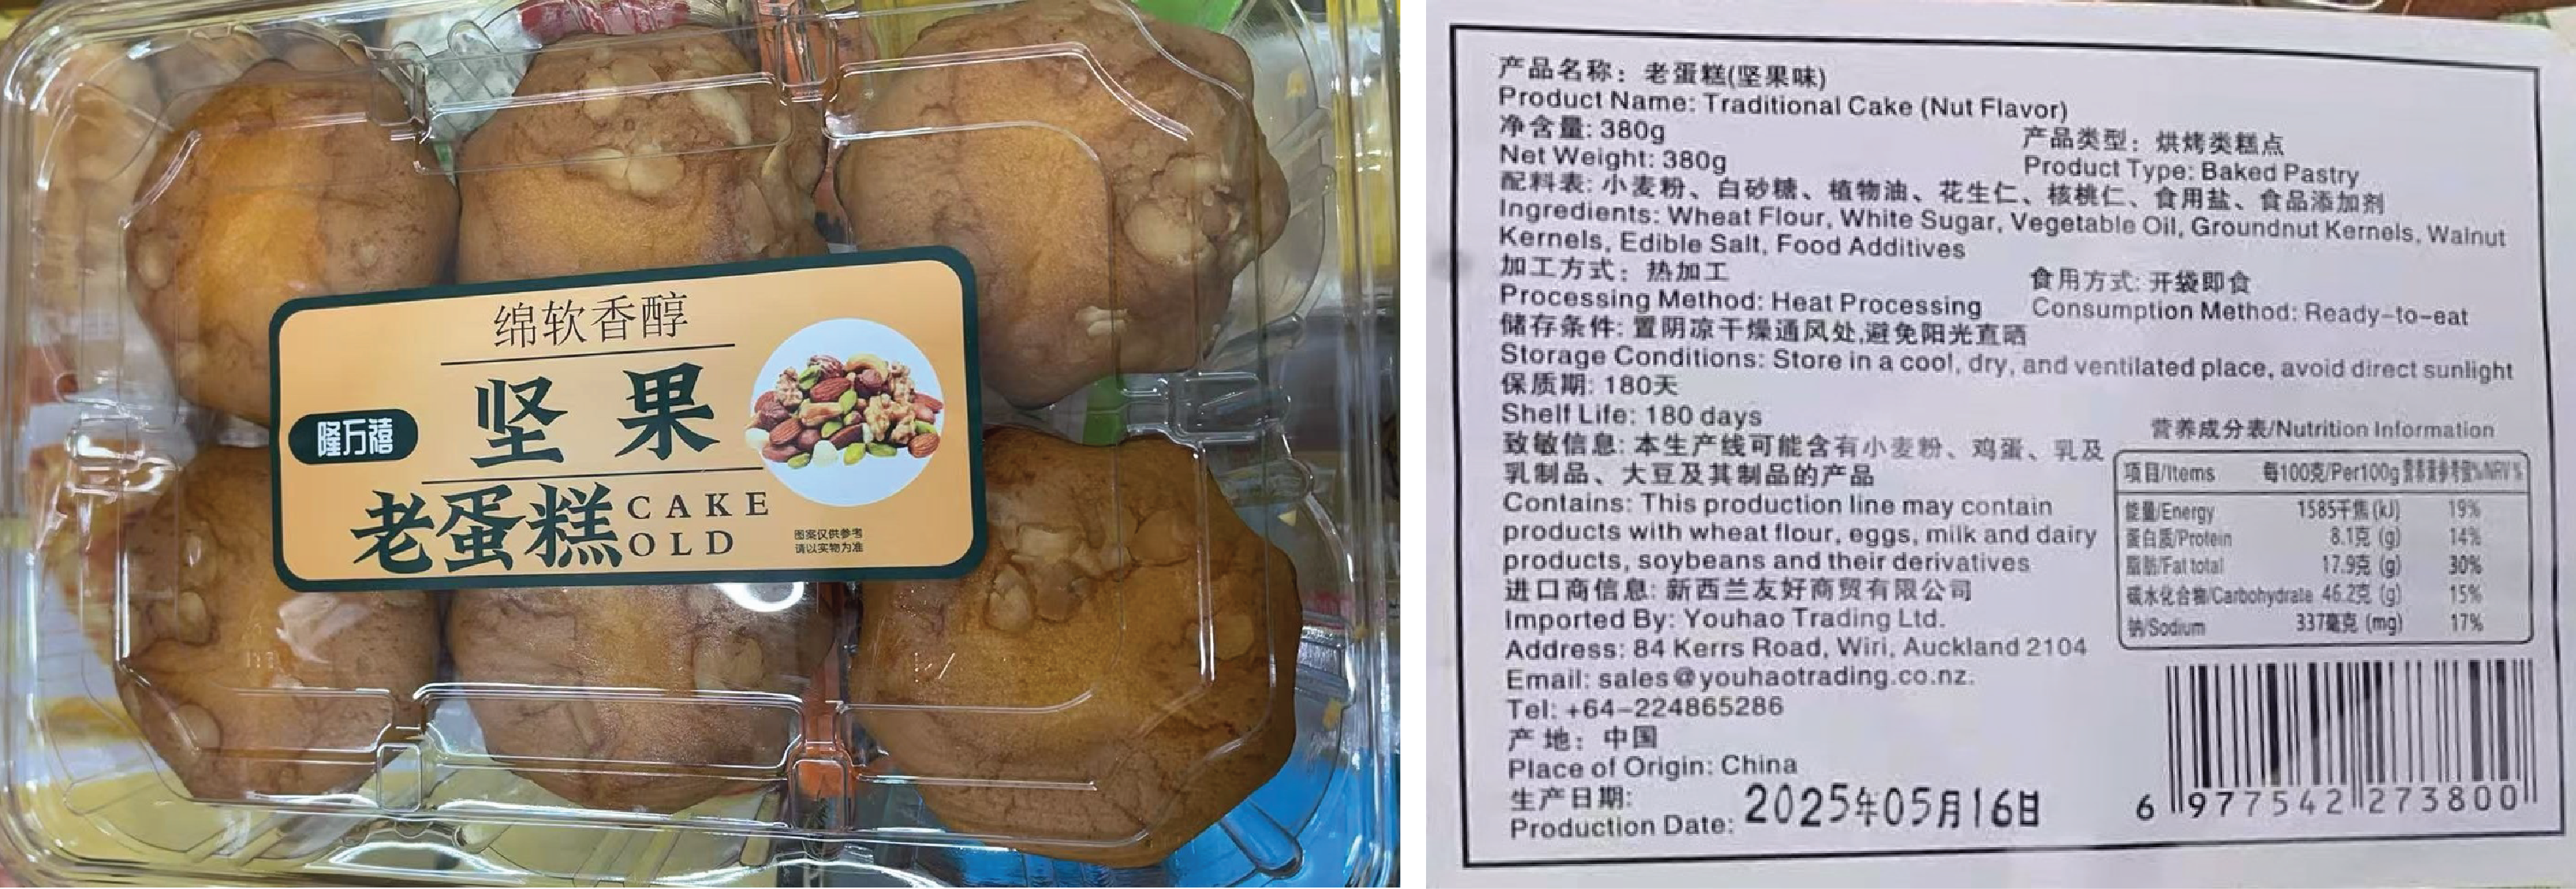 绵软香醇
坚果
隆万禧
老蛋糕
CAKE
OLD
图案仅供参考
请以实物为准
产品名称：老蛋糕(坚果味)
Product Name: Traditional Cake (Nut Flavor)
净含量: 380g
Net Weight: 380g
产品类型：烘烤类糕点
Product Type: Baked Pastry
配料表: 小麦粉、白砂糖、植物油、花生仁、核桃仁、食用盐、食品添加剂
Ingredients: Wheat Flour, White Sugar, Vegetable Oil, Groundnut Kernels, Walnut
Kernels, Edible Salt, Food Additives
加工方式：热加工
Processing Method: Heat Processing
食用方式: 开袋即食
Consumption Method: Ready-to-eat
储存条件: 置阴凉干燥通风处,避免阳光直晒
Storage Conditions: Store in a cool, dry, and ventilated place, avoid direct sunlight
保质期: 180天
Shelf Life: 180 days
致敏信息: 本生产线可能含有小麦粉、鸡蛋、乳及
乳制品、大豆及其制品的产品
Contains: This production line may contain
products with wheat flour, eggs, milk and dairy
products, soybeans and their derivatives
进口商信息: 新西兰友好商贸有限公司
Imported By: Youhao Trading Ltd.
Address: 84 Kerrs Road, Wiri, Auckland 2104
Email: sales@youhaotrading.co.nz.
Tel: +64-224865286
产地：中国
Place of Origin: China
生产日期:
Production Date: 2025年05月16日
营养成分表/Nutrition Information
项目/Items 每100克/Per100g 营养素参考值%/NRV%
能量/Energy 1585千焦 (kJ) 19%
蛋白质/Protein 8.1克 (g) 14%
脂肪/Fat total 17.9克 (g) 30%
碳水化合物/Carbohydrate 46.2克 (g) 15%
钠/Sodium 337毫克 (mg) 17%
6 977542 273800